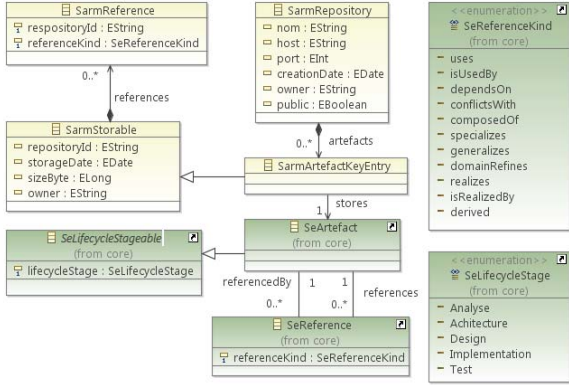 SarmReference
respositoryId : EString
referenceKind : SeReferenceKind
0..*
references
SarmStorable
repositoryId : EString
storageDate : EDate
sizeByte : ELong
owner : EString
SarmRepository
nom : EString
host : EString
port : EInt
creationDate : EDate
owner : EString
public : EBoolean
0..*
artefacts
SarmArtefactKeyEntry
stores
1
SeArtefact
(from core)
SeLifecycleStageable
(from core)
lifecycleStage : SeLifecycleStage
referencedBy
1
1
references
0..*
0..*
SeReference
(from core)
referenceKind : SeReferenceKind
<<enumeration>>
SeReferenceKind
(from core)
uses
isUsedBy
dependsOn
conflictsWith
composedOf
specializes
generalizes
domainRefines
realizes
isRealizedBy
derived
<<enumeration>>
SeLifecycleStage
(from core)
Analyse
Achitecture
Design
Implementation
Test